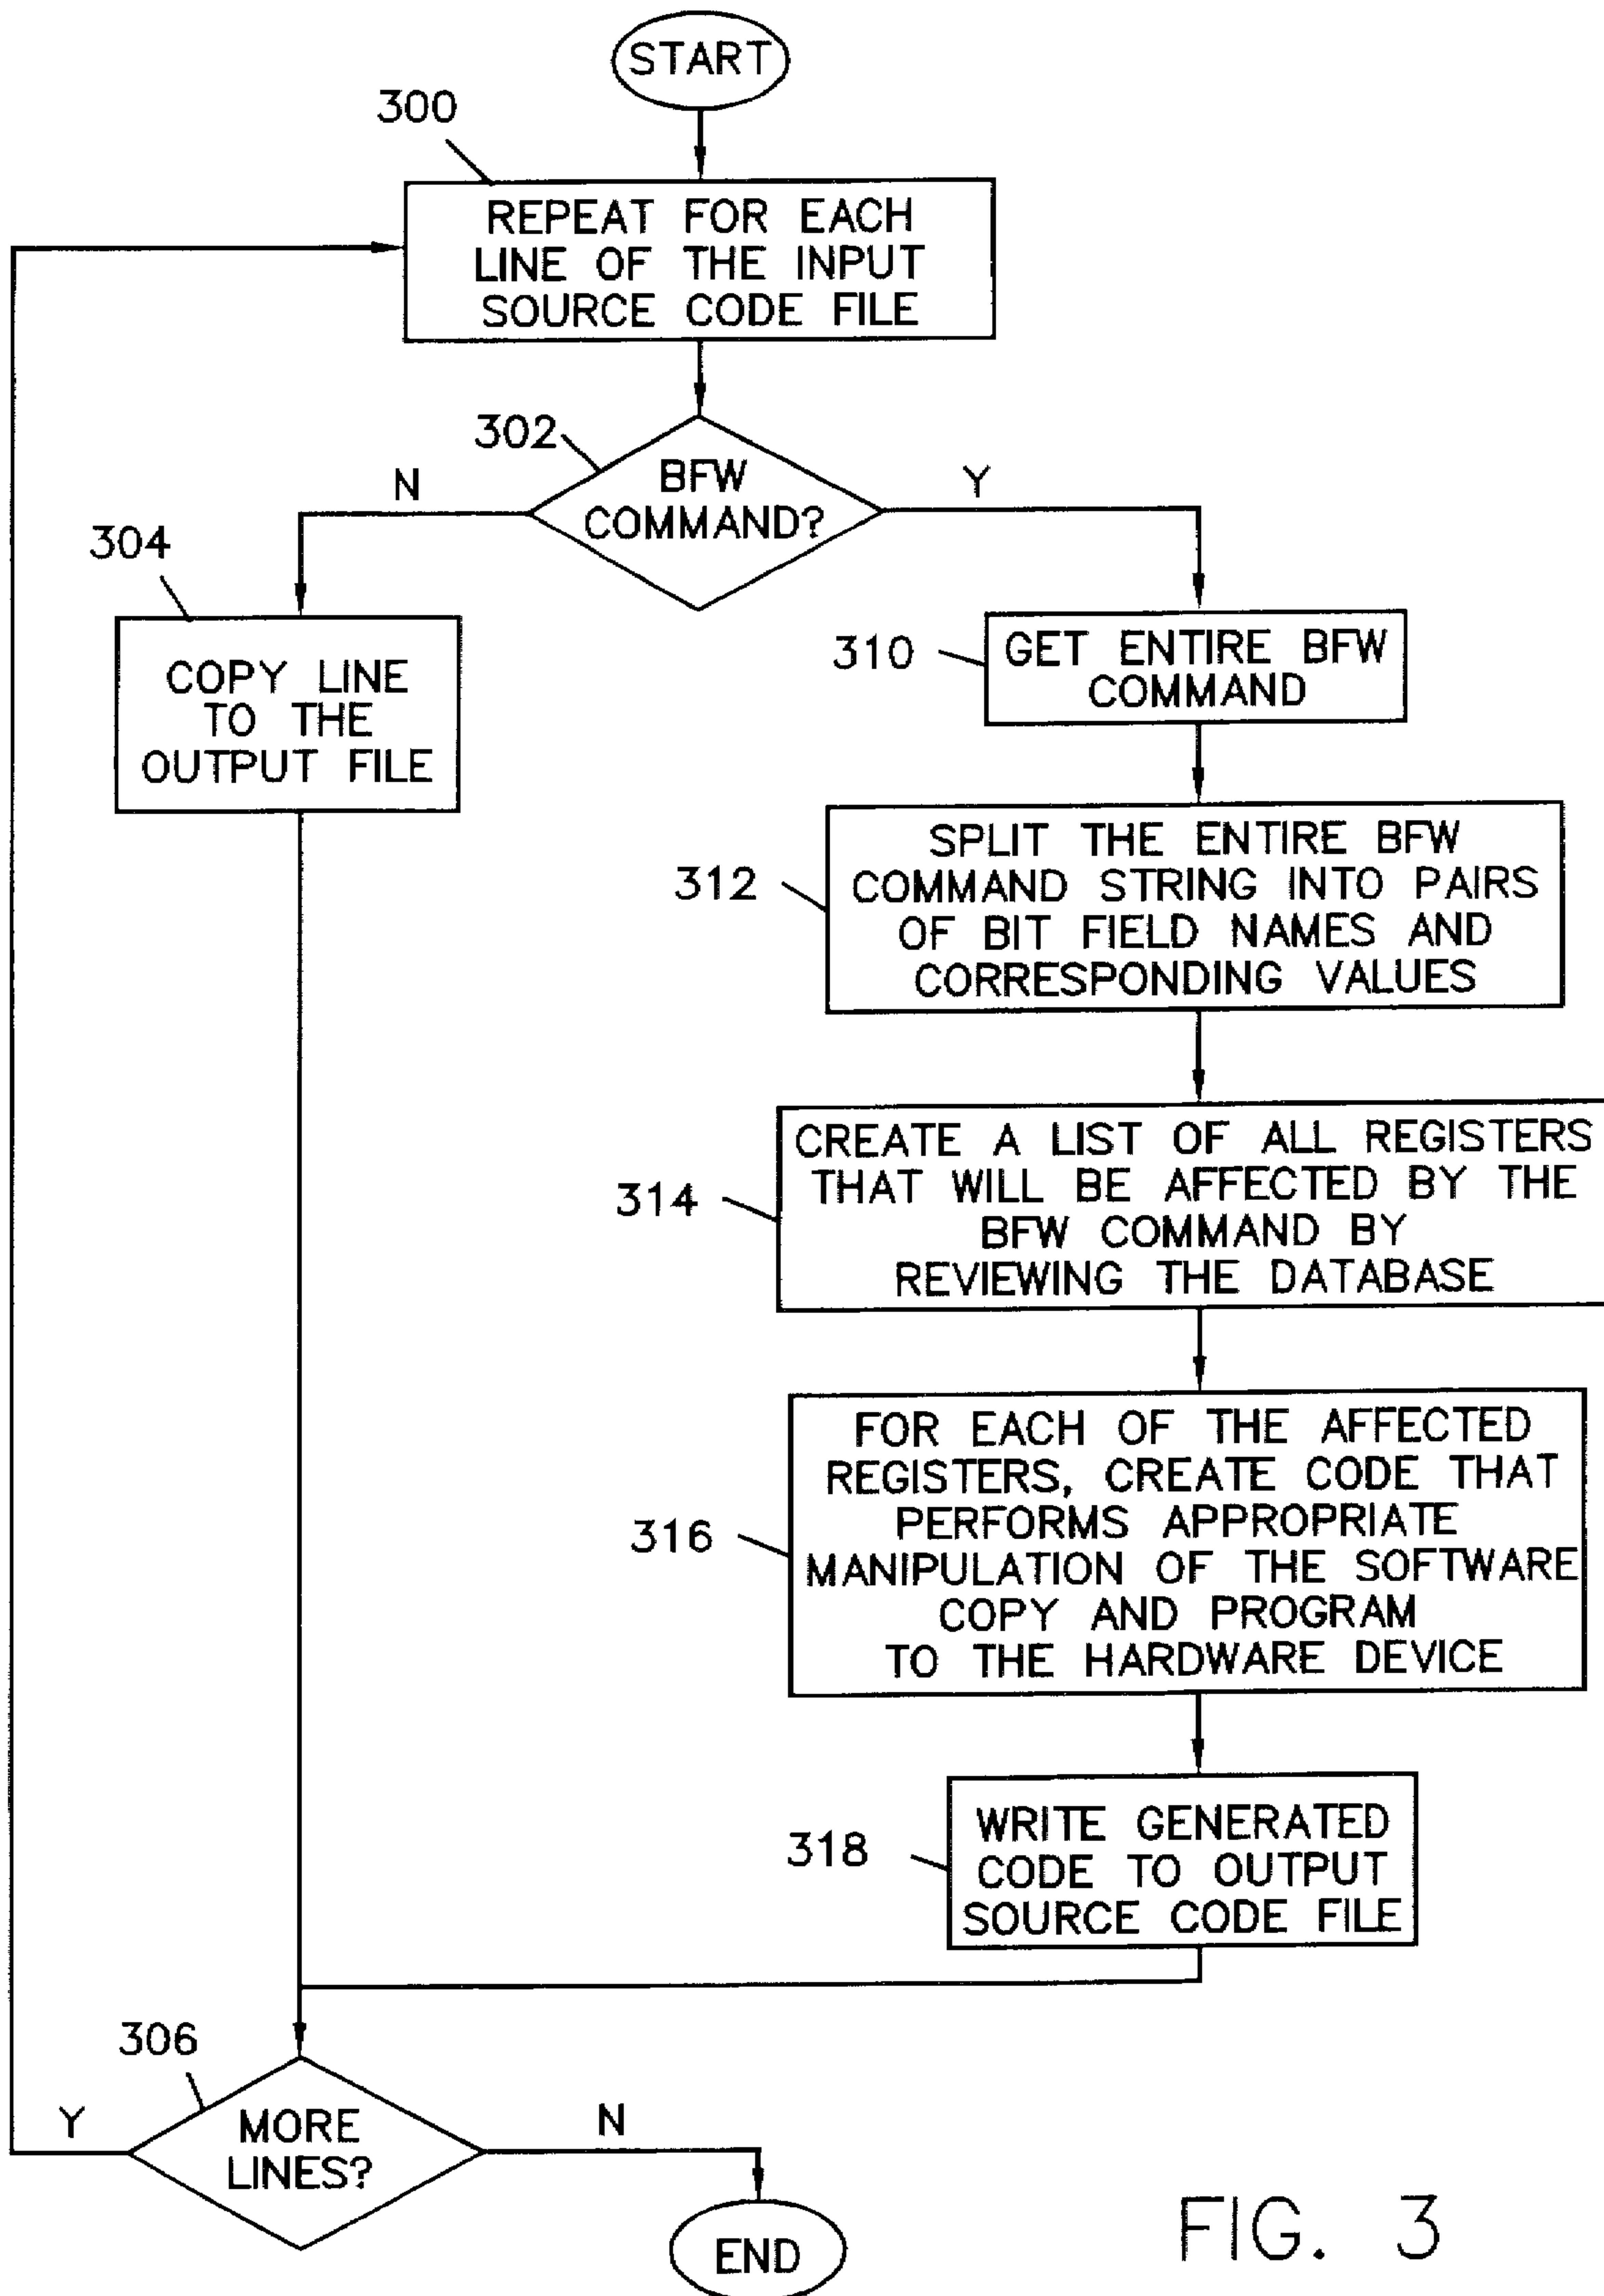 START
300
REPEAT FOR EACH
LINE OF THE INPUT
SOURCE CODE FILE
302
BFW
COMMAND?
N
Y
304
COPY LINE
TO THE
OUTPUT FILE
310
GET ENTIRE BFW
COMMAND
312
SPLIT THE ENTIRE BFW
COMMAND STRING INTO PAIRS
OF BIT FIELD NAMES AND
CORRESPONDING VALUES
314
CREATE A LIST OF ALL REGISTERS
THAT WILL BE AFFECTED BY THE
BFW COMMAND BY
REVIEWING THE DATABASE
316
FOR EACH OF THE AFFECTED
REGISTERS, CREATE CODE THAT
PERFORMS APPROPRIATE
MANIPULATION OF THE SOFTWARE
COPY AND PROGRAM
TO THE HARDWARE DEVICE
318
WRITE GENERATED
CODE TO OUTPUT
SOURCE CODE FILE
306
MORE
LINES?
Y
N
END
FIG. 3